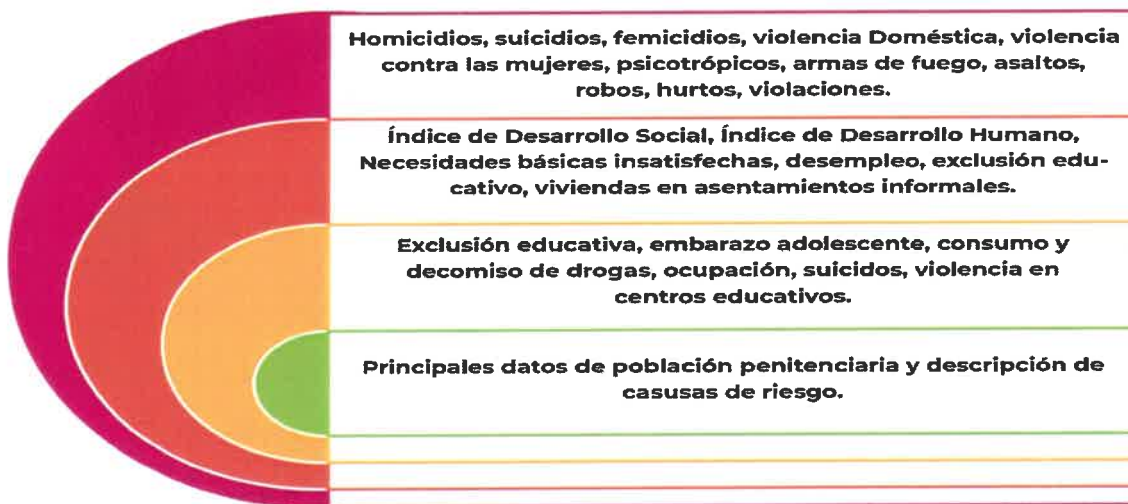 Homicidios, suicidios, femicidios, violencia Doméstica, violencia
contra las mujeres, psicotrópicos, armas de fuego, asaltos,
robos, hurtos, violaciones.
Índice de Desarrollo Social, Índice de Desarrollo Humano,
Necesidades básicas insatisfechas, desempleo, exclusión edu-
cativo, viviendas en asentamientos informales.
Exclusión educativa, embarazo adolescente, consumo y
decomiso de drogas, ocupación, suicidos, violencia en
centros educativos.
Principales datos de población penitenciaria y descripción de
casusas de riesgo.